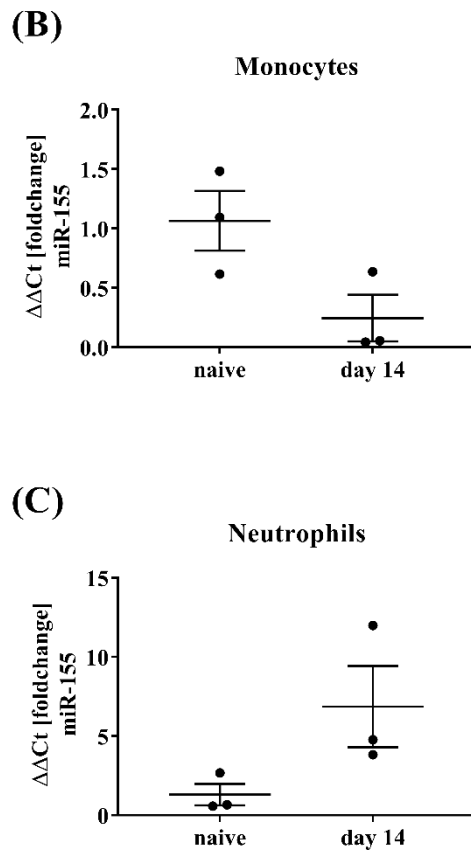 (B)
Monocytes
ΔΔCt [foldchange]
miR-155
2.0
1.5
1.0
0.5
0.0
naive
day 14
(C)
Neutrophils
ΔΔCt [foldchange]
miR-155
15
10
5
0
naive
day 14